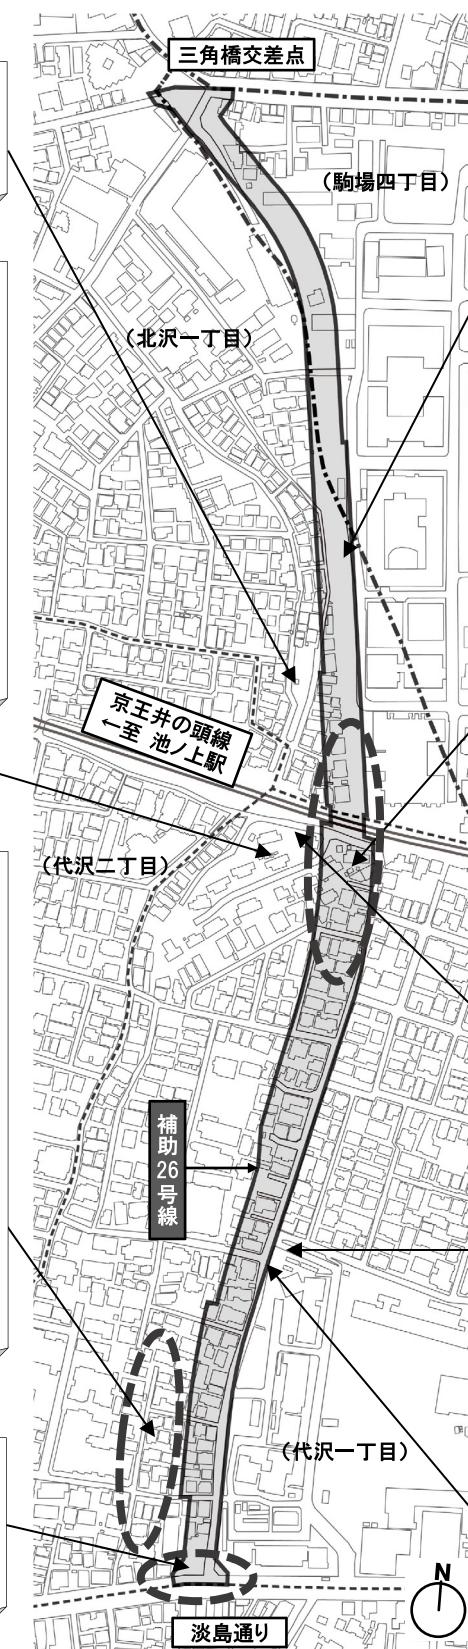 三角橋交差点
(駒場四丁目)
(北沢一丁目)
京王井の頭線
←至 池ノ上駅
(代沢二丁目)
補助26号線
(代沢一丁目)
N
淡島通り